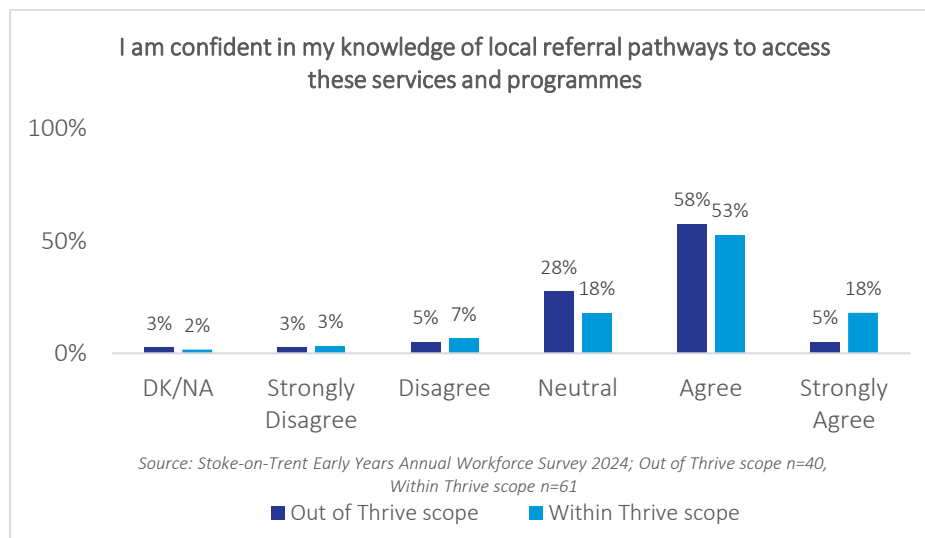 I am confident in my knowledge of local referral pathways to access
these services and programmes
100%
50%
0%
3%
2%
3%
3%
5%
7%
28%
18%
58%
53%
5%
18%
DK/NA
Strongly
Disagree
Disagree
Neutral
Agree
Strongly
Agree
Source: Stoke-on-Trent Early Years Annual Workforce Survey 2024; Out of Thrive scope n=40,
Within Thrive scope n=61
Out of Thrive scope
Within Thrive scope